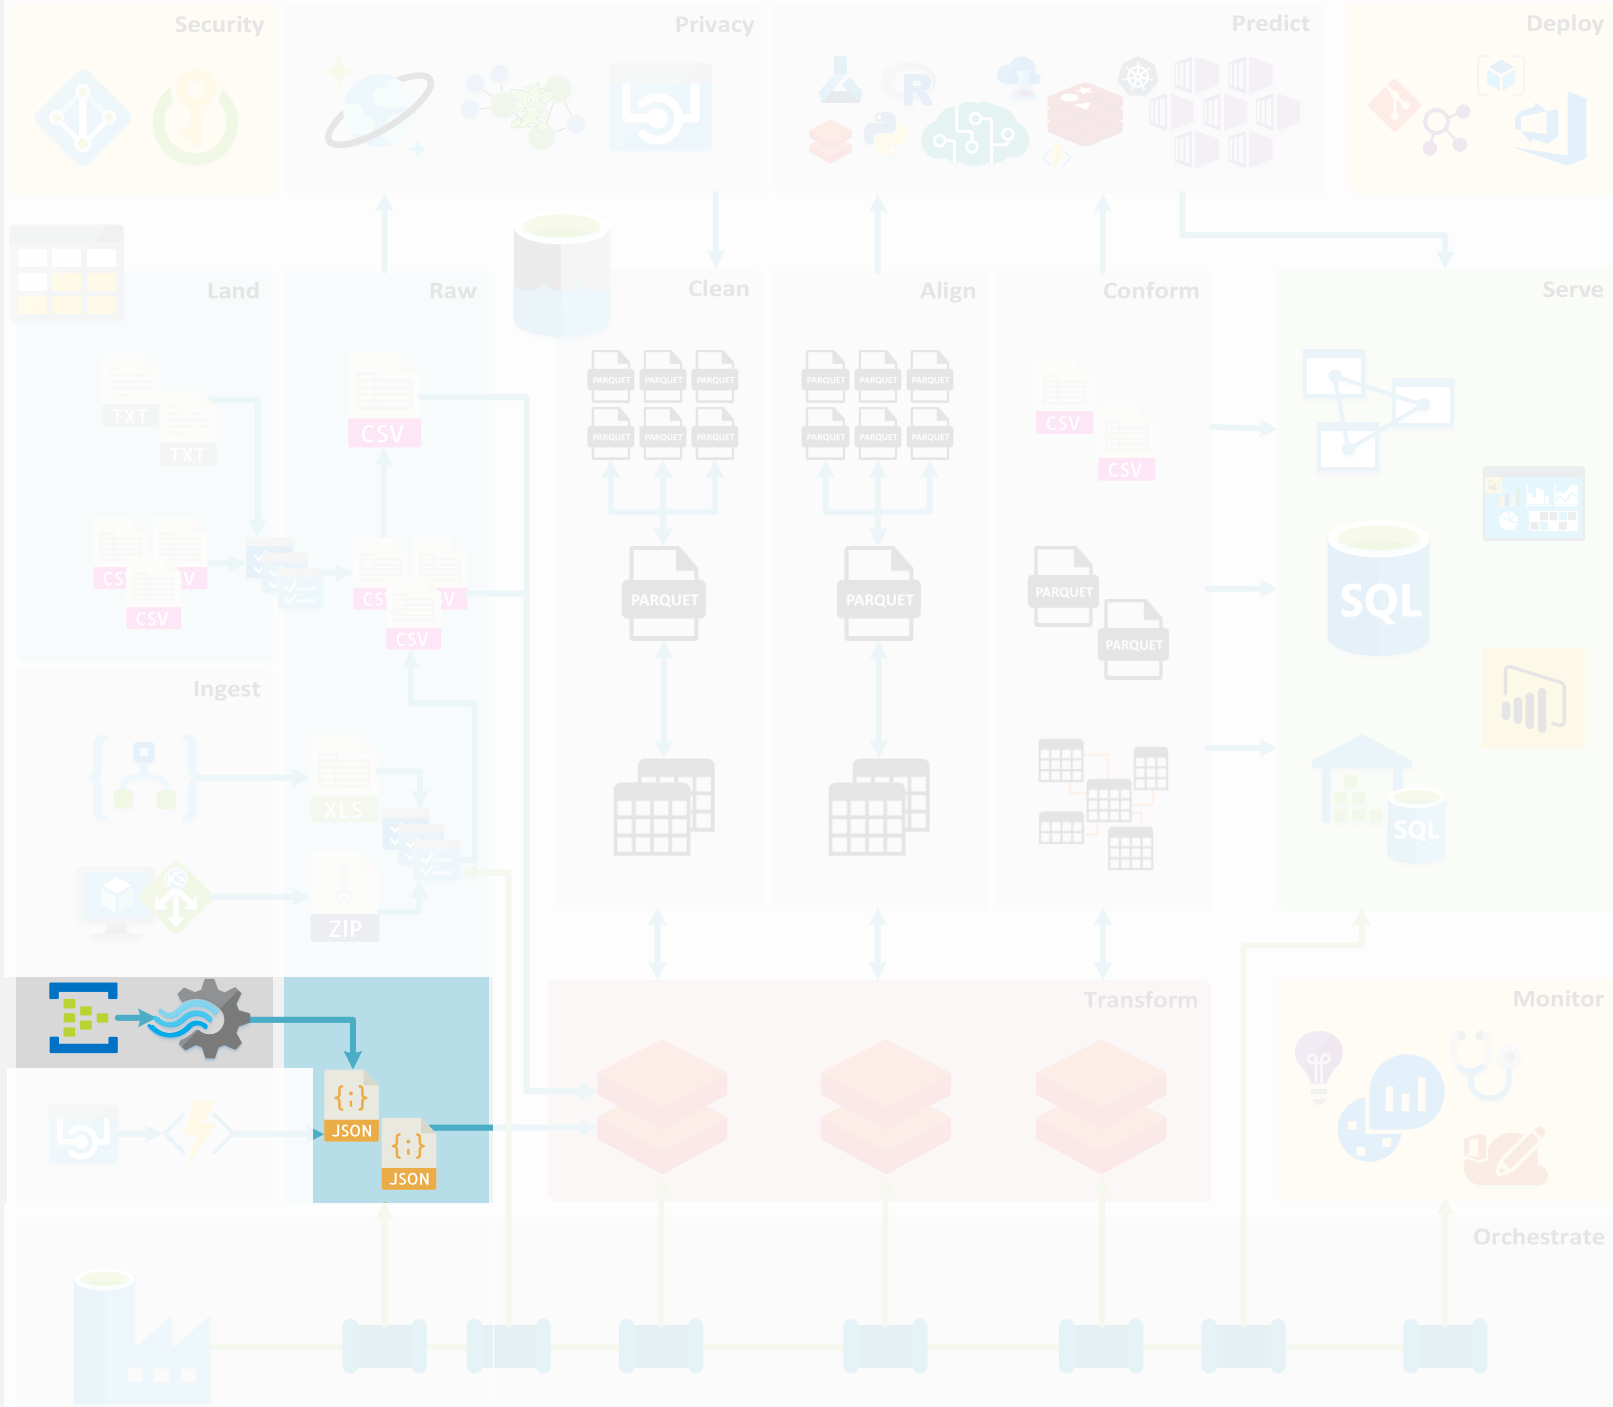 Security
Privacy
Predict
Deploy
R
Land
Raw
Clean
Align
Conform
Serve
TXT
TXT
CSV
PARQUET
PARQUET
PARQUET
PARQUET
PARQUET
PARQUET
PARQUET
PARQUET
PARQUET
PARQUET
PARQUET
PARQUET
CSV
CSV
CSV
CSV
CSV
CSV
PARQUET
PARQUET
PARQUET
PARQUET
SQL
Ingest
XLS
ZIP
SQL
JSON
JSON
Transform
Monitor
Orchestrate